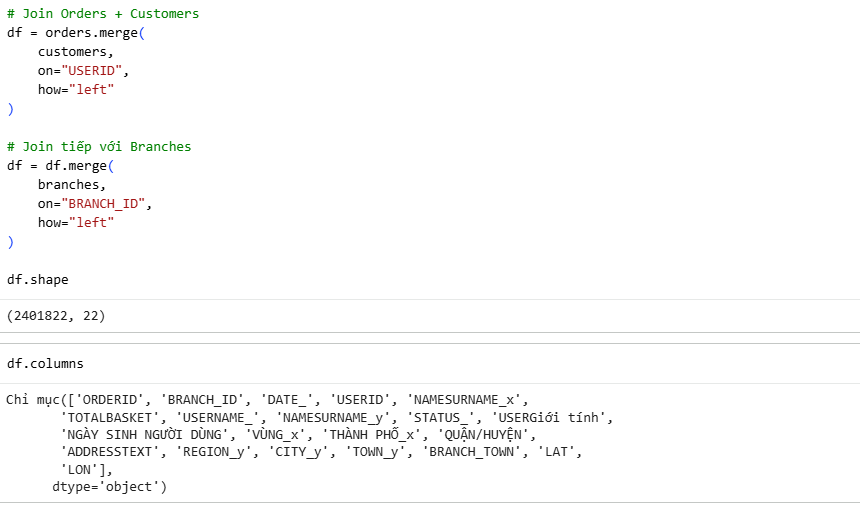 # Join Orders + Customers
df = orders.merge(
    customers,
    on="USERID",
    how="left"
)
# Join tiếp với Branches
df = df.merge(
    branches,
    on="BRANCH_ID",
    how="left"
)
df.shape
(2401822, 22)
df.columns
Chỉ mục(['ORDERID', 'BRANCH_ID', 'DATE_', 'USERID', 'NAMESURNAME_x',
       'TOTALBASKET', 'USERNAME_', 'NAMESURNAME_y', 'STATUS_', 'USERGiới tính',
       'NGÀY SINH NGƯỜI DÙNG', 'VÙNG_x', 'THÀNH PHỐ_x', 'QUẬN/HUYỆN',
       'ADDRESSTEXT', 'REGION_y', 'CITY_y', 'TOWN_y', 'BRANCH_TOWN', 'LAT',
       'LON'],
      dtype='object')